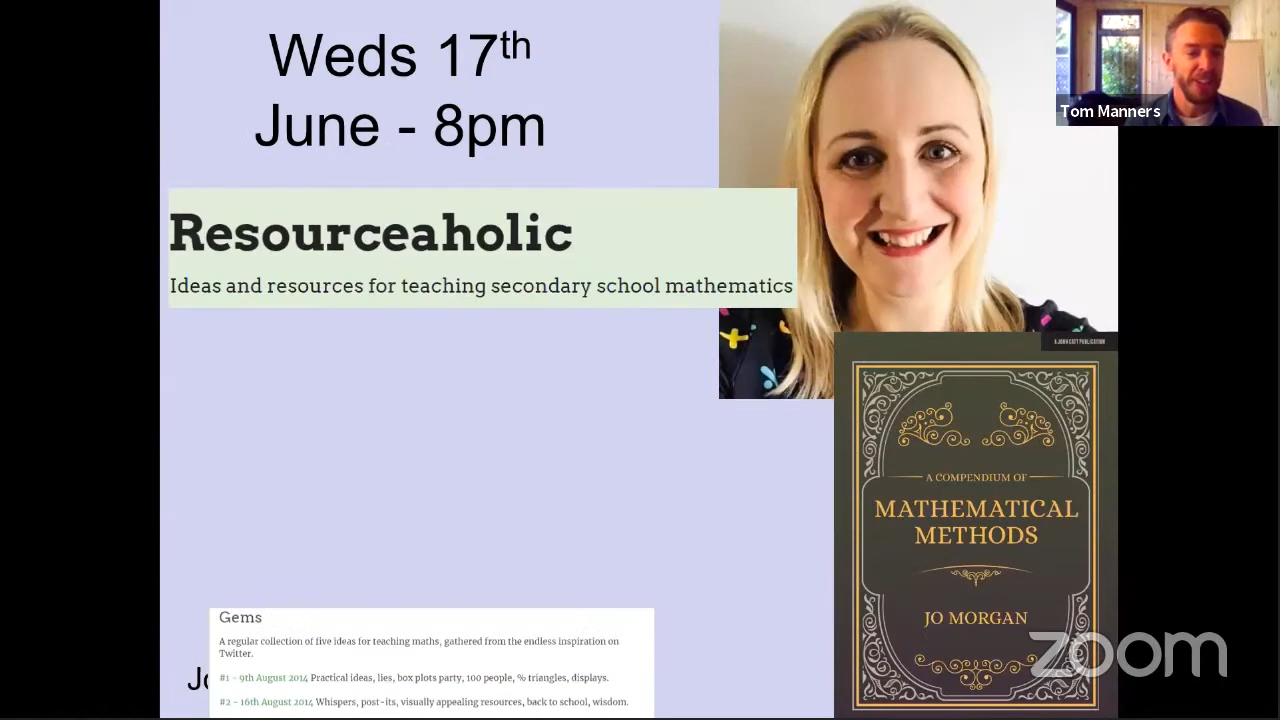 Weds 17th
June - 8pm
Tom Manners
Resourceaholic
Ideas and resources for teaching secondary school mathematics
A JOHN CATT PUBLICATION
A COMPENDIUM OF
MATHEMATICAL
METHODS
JO MORGAN
Gems
A regular collection of five ideas for teaching maths, gathered from the endless inspiration on
Twitter.
#1 - 9th August 2014 Practical ideas, lies, box plots party, 100 people, % triangles, displays.
#2 - 16th August 2014 Whispers, post-its, visually appealing resources, back to school, wisdom.
zoom